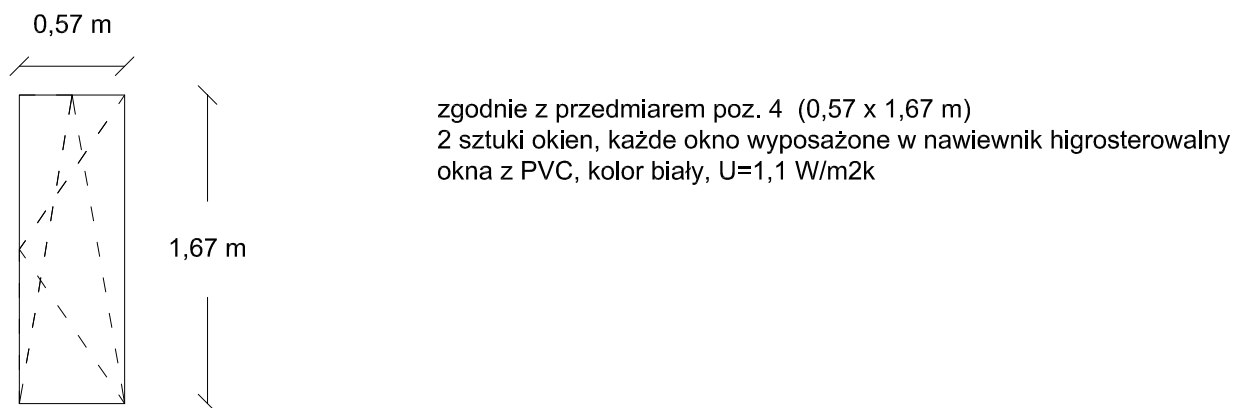 0,57 m
zgodnie z przedmiarem poz. 4 (0,57 x 1,67 m)
2 sztuki okien, każde okno wyposażone w nawiewnik higrosterowalny
okna z PVC, kolor biały, U=1,1 W/m2k
1,67 m